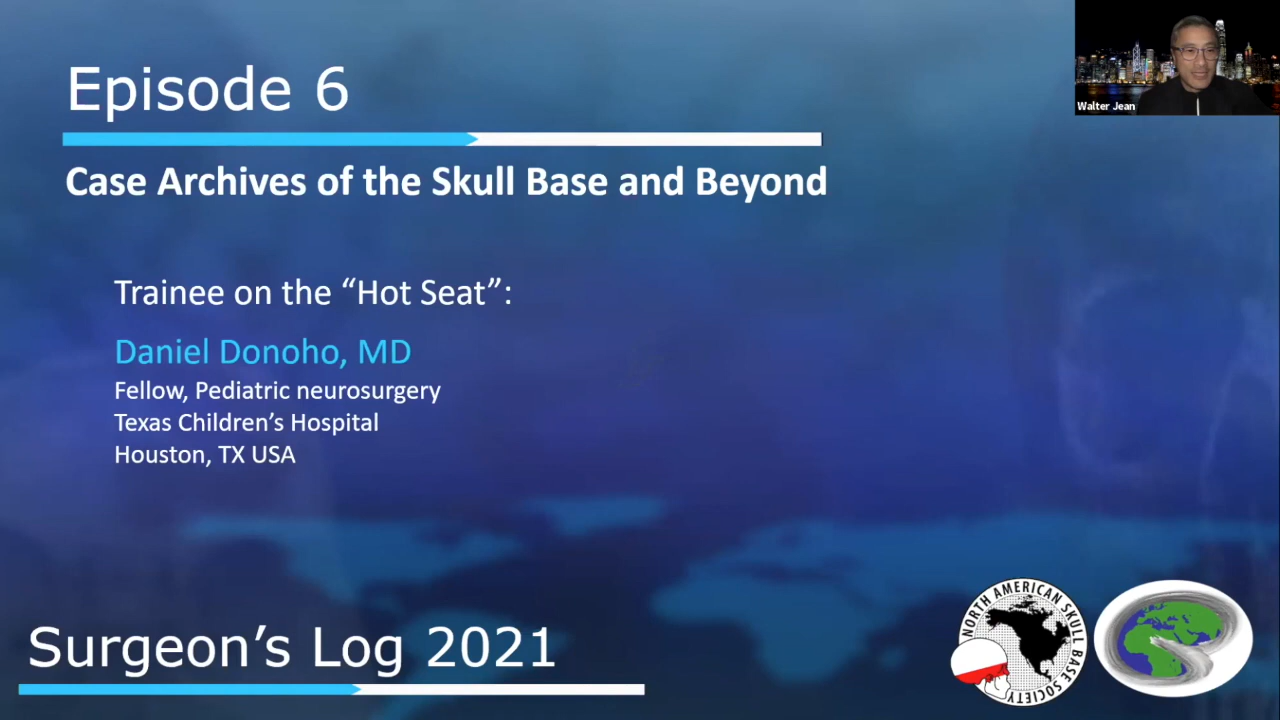 Episode 6
Walter Jean
Case Archives of the Skull Base and Beyond
Trainee on the “Hot Seat”:
Daniel Donoho, MD
Fellow, Pediatric neurosurgery
Texas Children’s Hospital
Houston, TX USA
Surgeon’s Log 2021
NORTH AMERICAN SKULL BASE SOCIETY